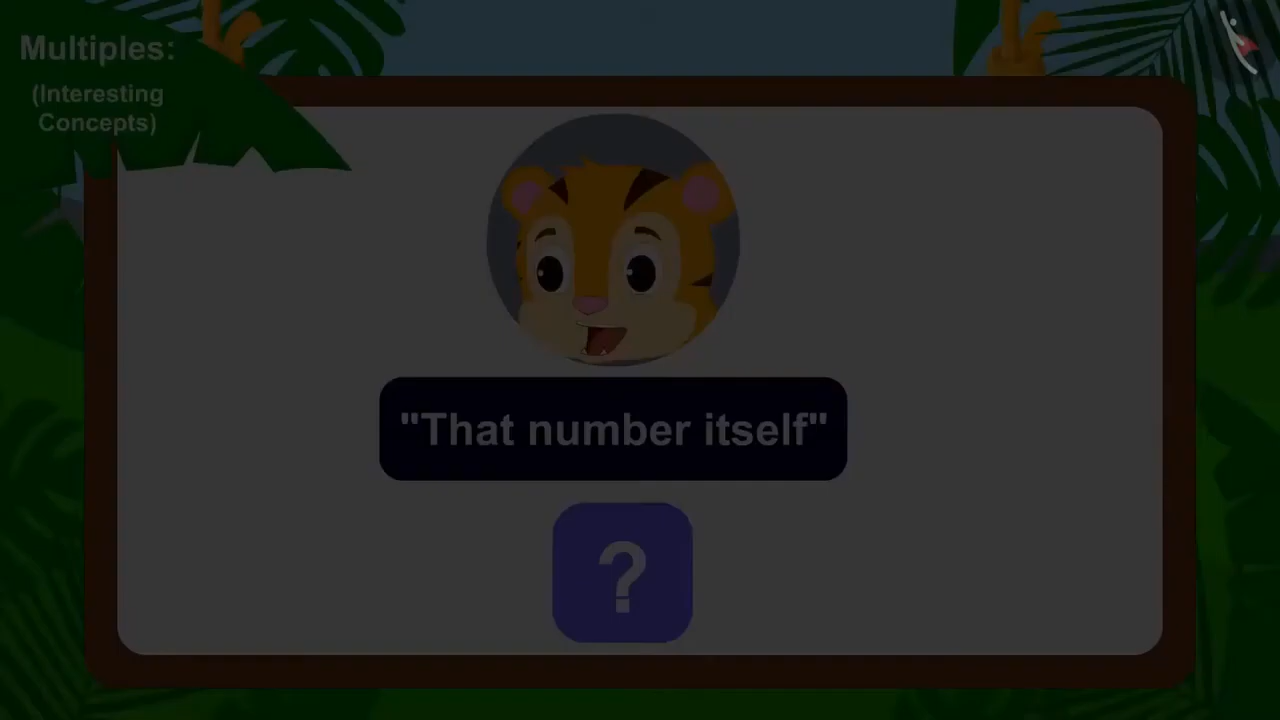 Multiples:
(Interesting
Concepts)
"That number itself"
?